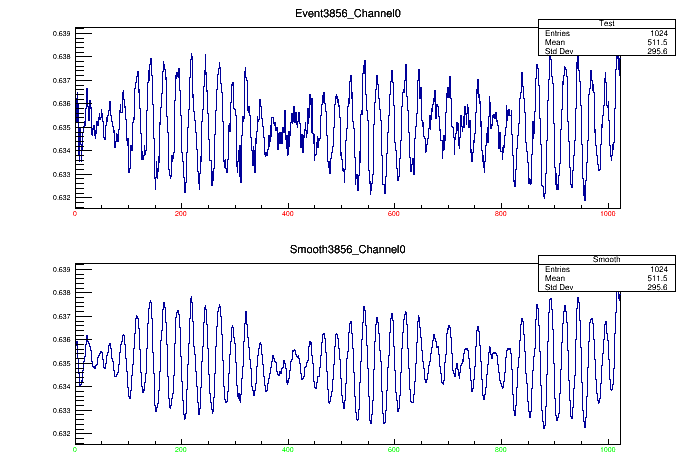 Event3856_Channel0
Test
Entries 1024
Mean 511.5
Std Dev 295.6
0.639
0.638
0.637
0.636
0.635
0.634
0.633
0.632
0 200 400 600 800 1000
Smooth3856_Channel0
Smooth
Entries 1024
Mean 511.5
Std Dev 295.6
0.639
0.638
0.637
0.636
0.635
0.634
0.633
0.632
0 200 400 600 800 1000